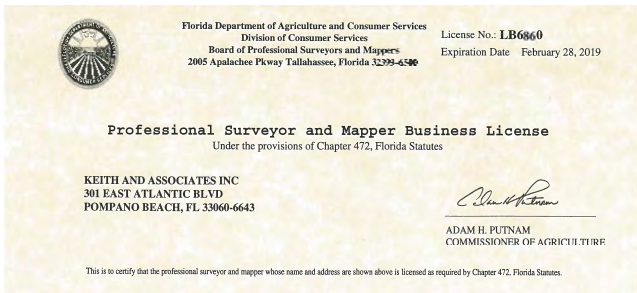 Florida Department of Agriculture and Consumer Services
Division of Consumer Services
Board of Professional Surveyors and Mappers
2005 Apalachee Pkway Tallahassee, Florida
License No.: LB6860
Expiration Date February 28, 2019
Professional Surveyor and Mapper Business License
Under the provisions of Chapter 472, Florida Statutes
KEITH AND ASSOCIATES INC
301 EAST ATLANTIC BLVD
POMPANO BEACH, FL 33060-6643
Adam H Putnam
ADAM H. PUTNAM
COMMISSIONER OF AGRICULTURE
This is to certify that the professional surveyor and mapper whose name and address are shown above is licensed as required by Chapter 472, Florida Statutes.